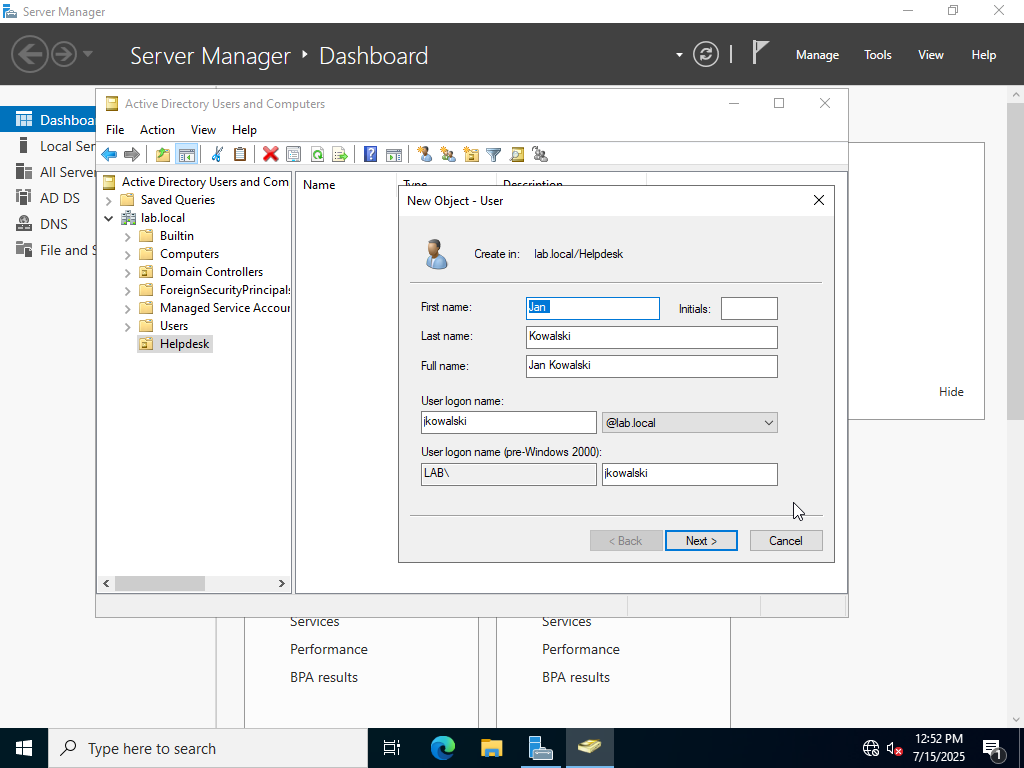 Server Manager
Server Manager • Dashboard
Manage Tools View Help
Dashboa
Local Ser
All Server
AD DS
DNS
File and S
Active Directory Users and Computers
File Action View Help
Active Directory Users and Com
Saved Queries
lab.local
Builtin
Computers
Domain Controllers
ForeignSecurityPrincipals
Managed Service Accour
Users
Helpdesk
Name Type Description
New Object - User
Create in: lab.local/Helpdesk
First name: Jan Initials:
Last name: Kowalski
Full name: Jan Kowalski
User logon name:
jkowalski @lab.local
User logon name (pre-Windows 2000):
LAB\ jkowalski
< Back Next > Cancel
Hide
Services Services
Performance Performance
BPA results BPA results
Type here to search
12:52 PM
7/15/2025
1